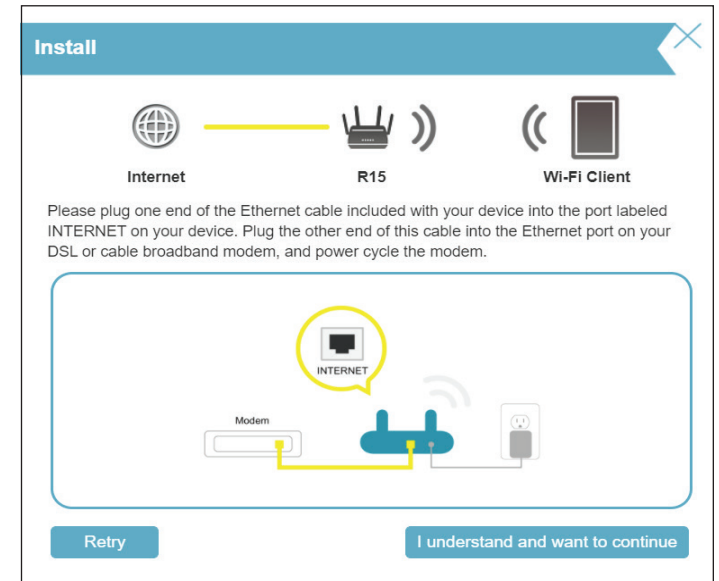 Install
Internet
R15
Wi-Fi Client
Please plug one end of the Ethernet cable included with your device into the port labeled
INTERNET on your device. Plug the other end of this cable into the Ethernet port on your
DSL or cable broadband modem, and power cycle the modem.
INTERNET
Modem
Retry
I understand and want to continue